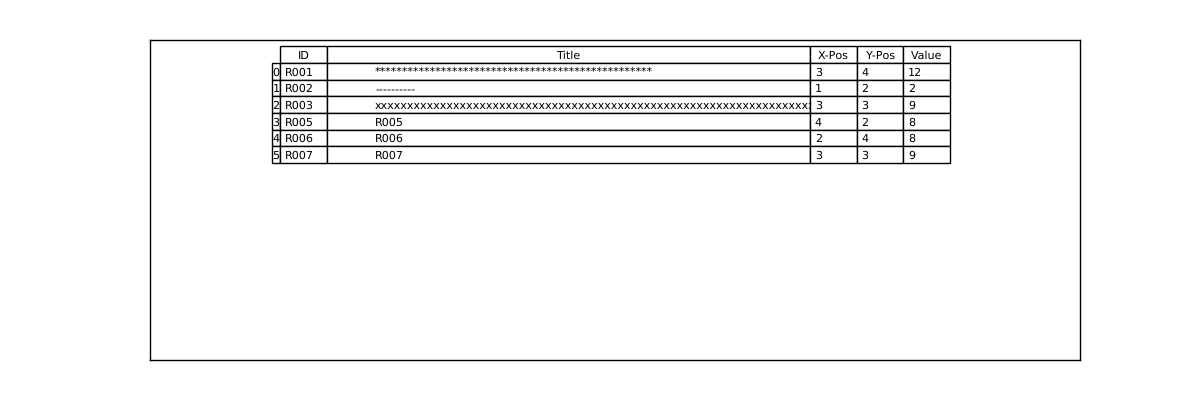 ID Title X-Pos Y-Pos Value
0 R001 ************************************************** 3 4 12
1 R002 ---------- 1 2 2
2 R003 xxxxxxxxxxxxxxxxxxxxxxxxxxxxxxxxxxxxxxxxxxxxxxxxxxxxxxxxxxxxxxxxxxxxxxxx 3 3 9
3 R005 R005 4 2 8
4 R006 R006 2 4 8
5 R007 R007 3 3 9